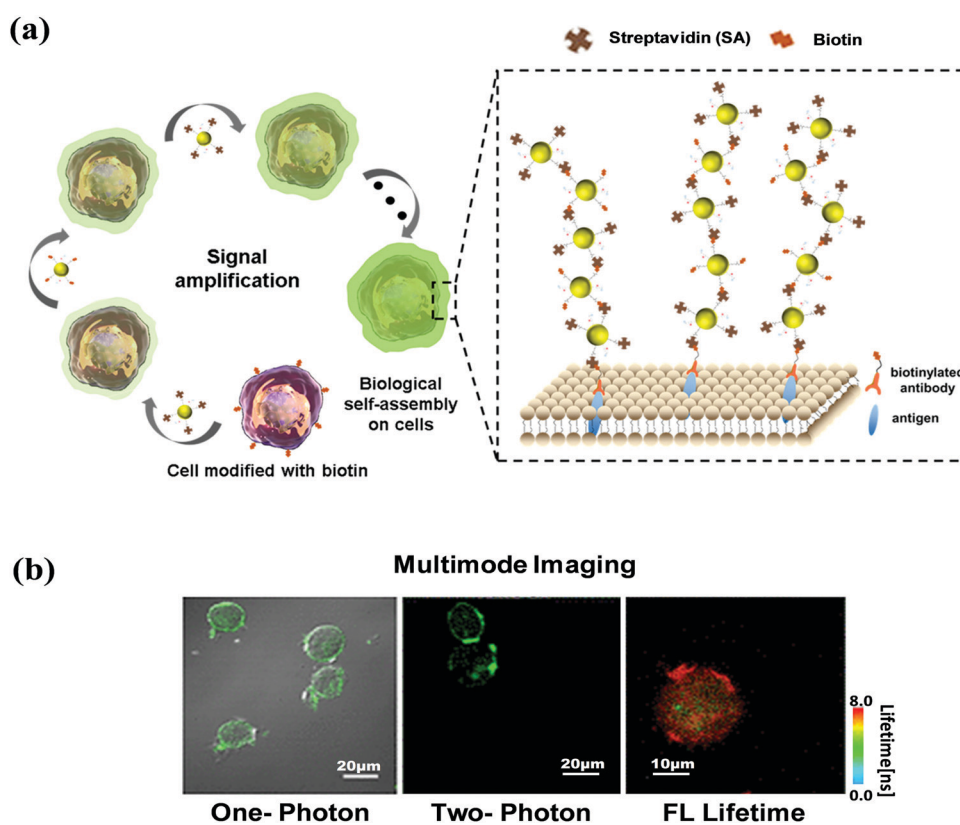 (a)
Streptavidin (SA)
Biotin
Signal
amplification
Biological
self-assembly
on cells
Cell modified with biotin
biotinylated
antibody
antigen
(b)
Multimode Imaging
20μm
20μm
10μm
8.0
Lifetime[ns]
0.0
One- Photon
Two- Photon
FL Lifetime